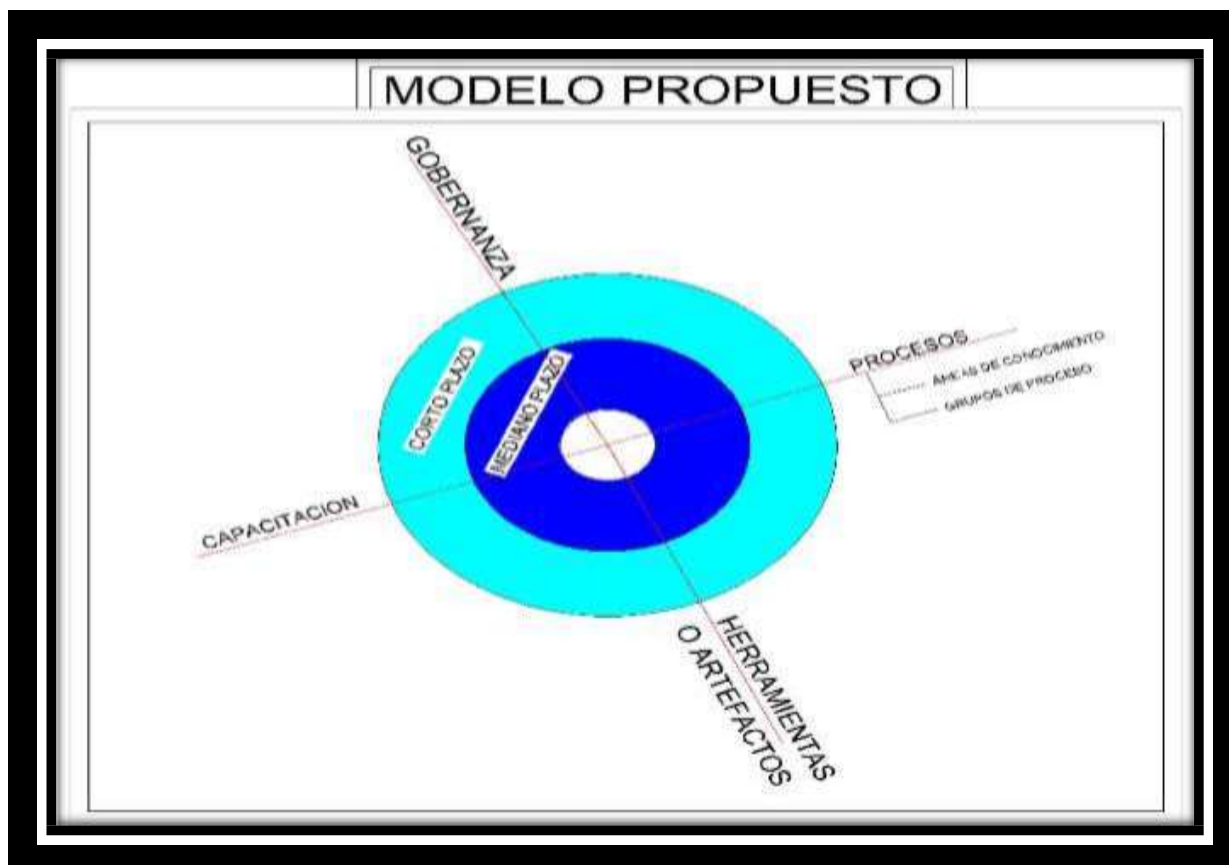 MODELO PROPUESTO
GOBERNANZA
PROCESOS
AREAS DE CONOCIMIENTO
GRUPOS DE PROCESO
CORTO PLAZO
MEDIANO PLAZO
CAPACITACION
HERRAMIENTAS
O ARTEFACTOS